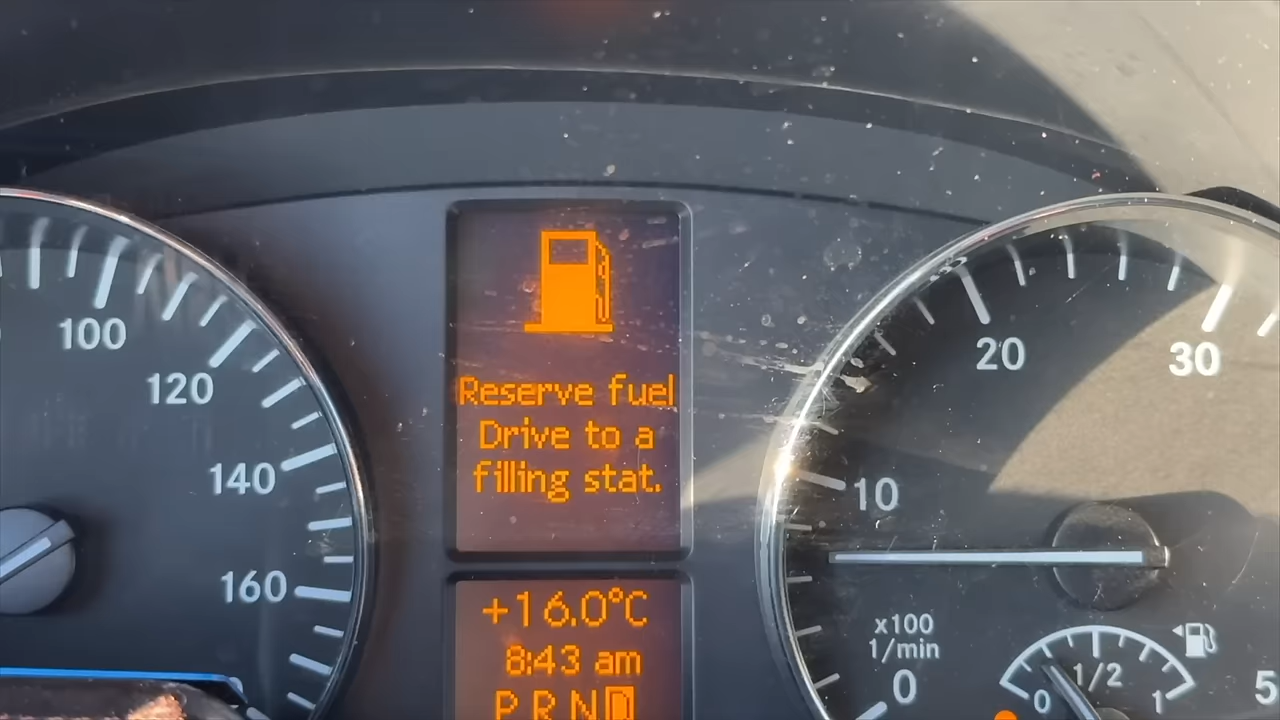 100
120
140
160
Reserve fuel
Drive to a
filling stat.
+16.0°C
8:43 am
P R N D
20
30
10
x100
1/min
0
0
1/2
1
5